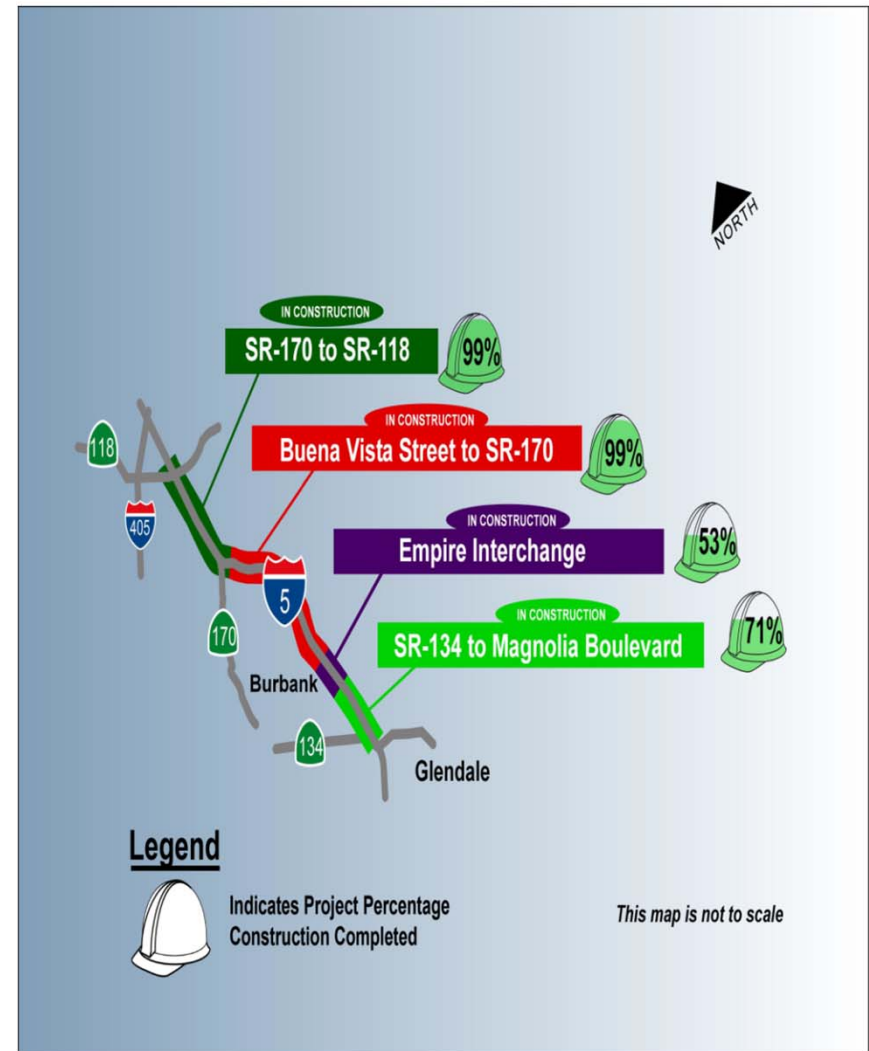 NORTH
IN CONSTRUCTION
SR-170 to SR-118
99%
IN CONSTRUCTION
Buena Vista Street to SR-170
99%
118
405
IN CONSTRUCTION
Empire Interchange
53%
5
IN CONSTRUCTION
SR-134 to Magnolia Boulevard
71%
170
Burbank
134
Glendale
Legend
Indicates Project Percentage
Construction Completed
This map is not to scale